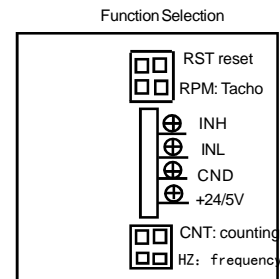 Function Selection
RST reset
RPM: Tacho
INH
INL
CND
+24/5V
CNT: counting
HZ: frequency